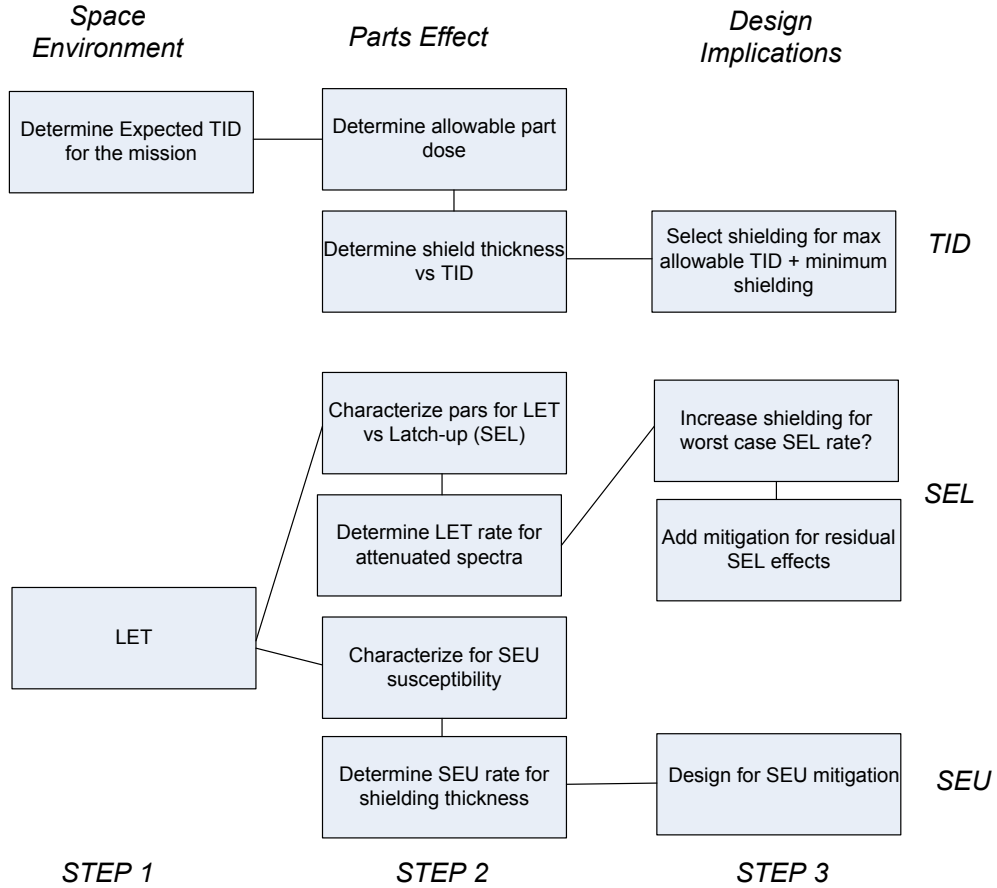 Space
Environment
Parts Effect
Design
Implications
Determine Expected TID
for the mission
Determine allowable part
dose
Determine shield thickness
vs TID
Select shielding for max
allowable TID + minimum
shielding
TID
Characterize pars for LET
vs Latch-up (SEL)
Increase shielding for
worst case SEL rate?
Determine LET rate for
attenuated spectra
Add mitigation for residual
SEL effects
SEL
LET
Characterize for SEU
susceptibility
Determine SEU rate for
shielding thickness
Design for SEU mitigation
SEU
STEP 1
STEP 2
STEP 3